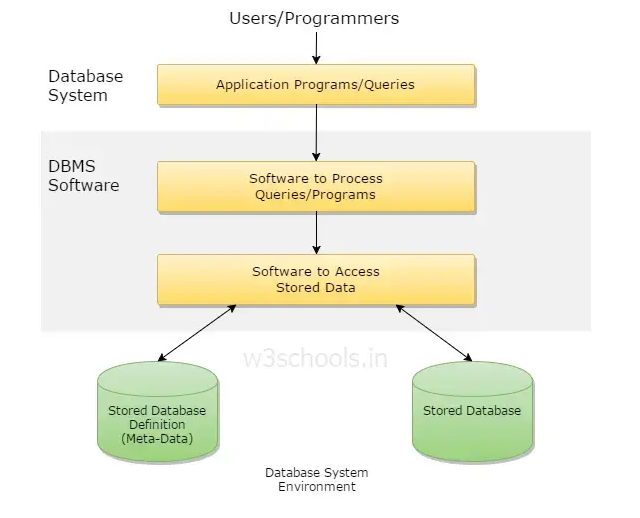 Users/Programmers
Database
System
Application Programs/Queries
DBMS
Software
Software to Process
Queries/Programs
Software to Access
Stored Data
w3schools.in
Stored Database
Definition
(Meta-Data)
Stored Database
Database System
Environment